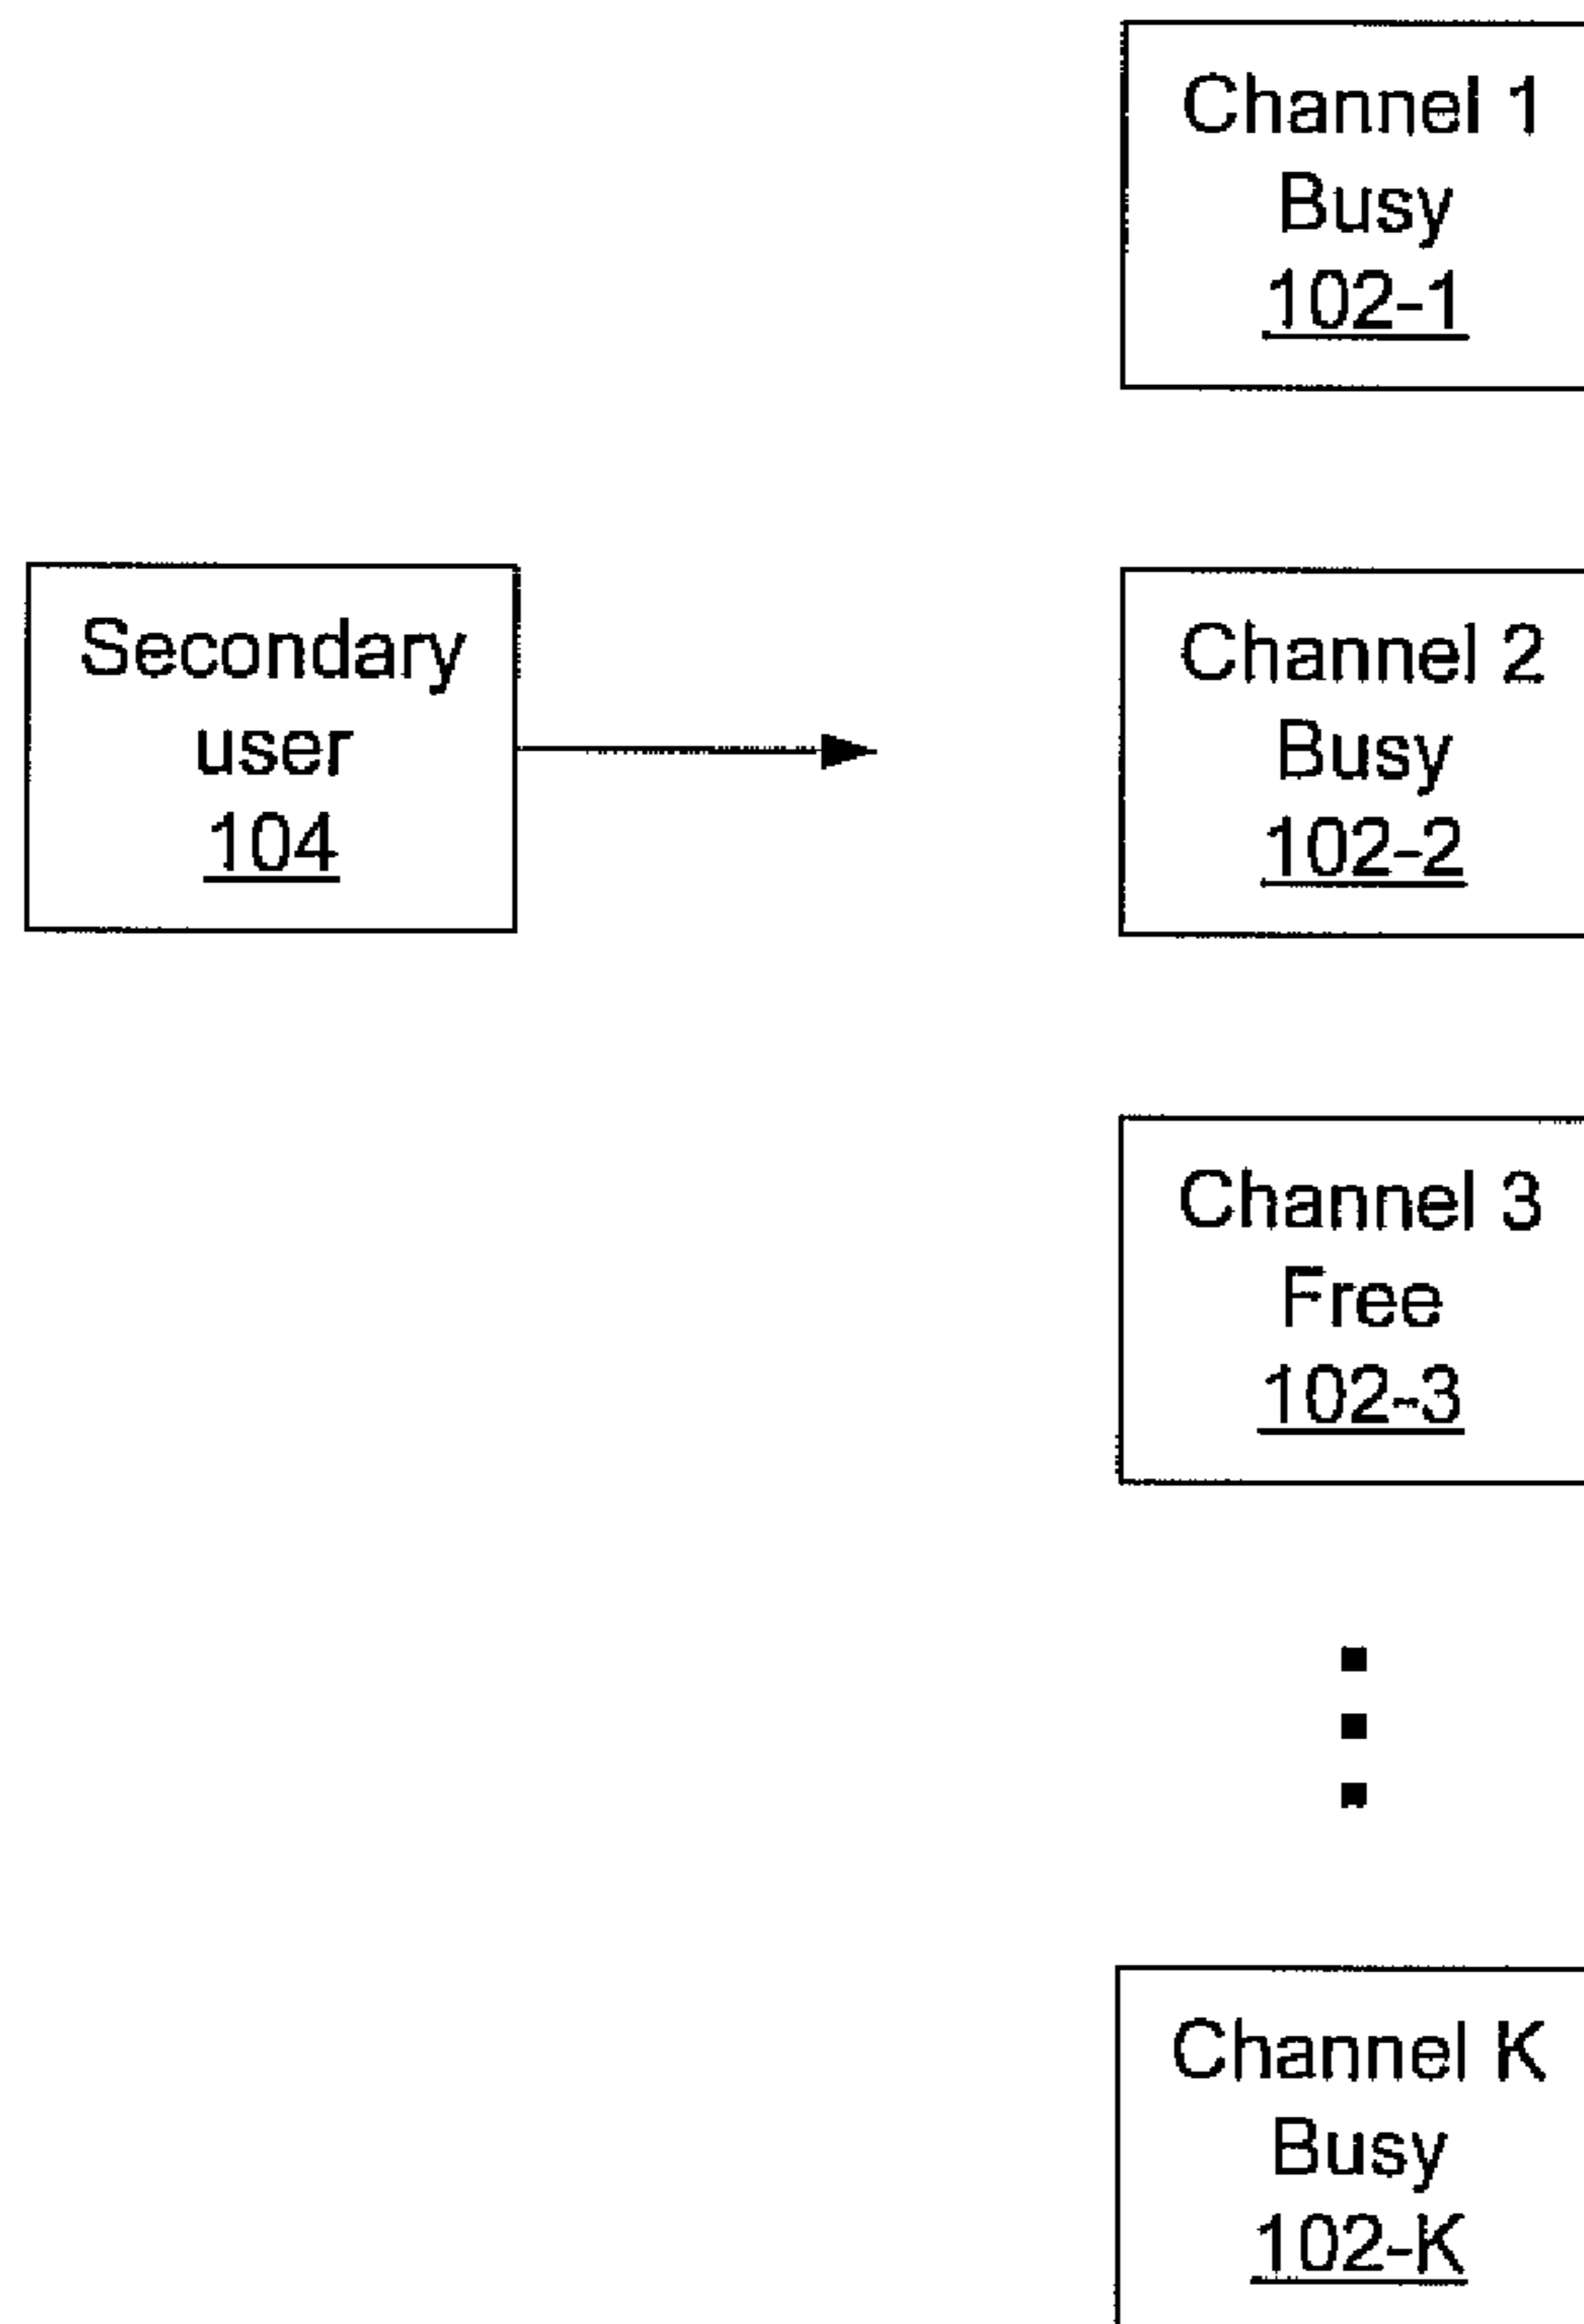 Channel 1
Busy
102-1
Secondary
user
104
Channel 2
Busy
102-2
Channel 3
Free
102-3
Channel K
Busy
102-K